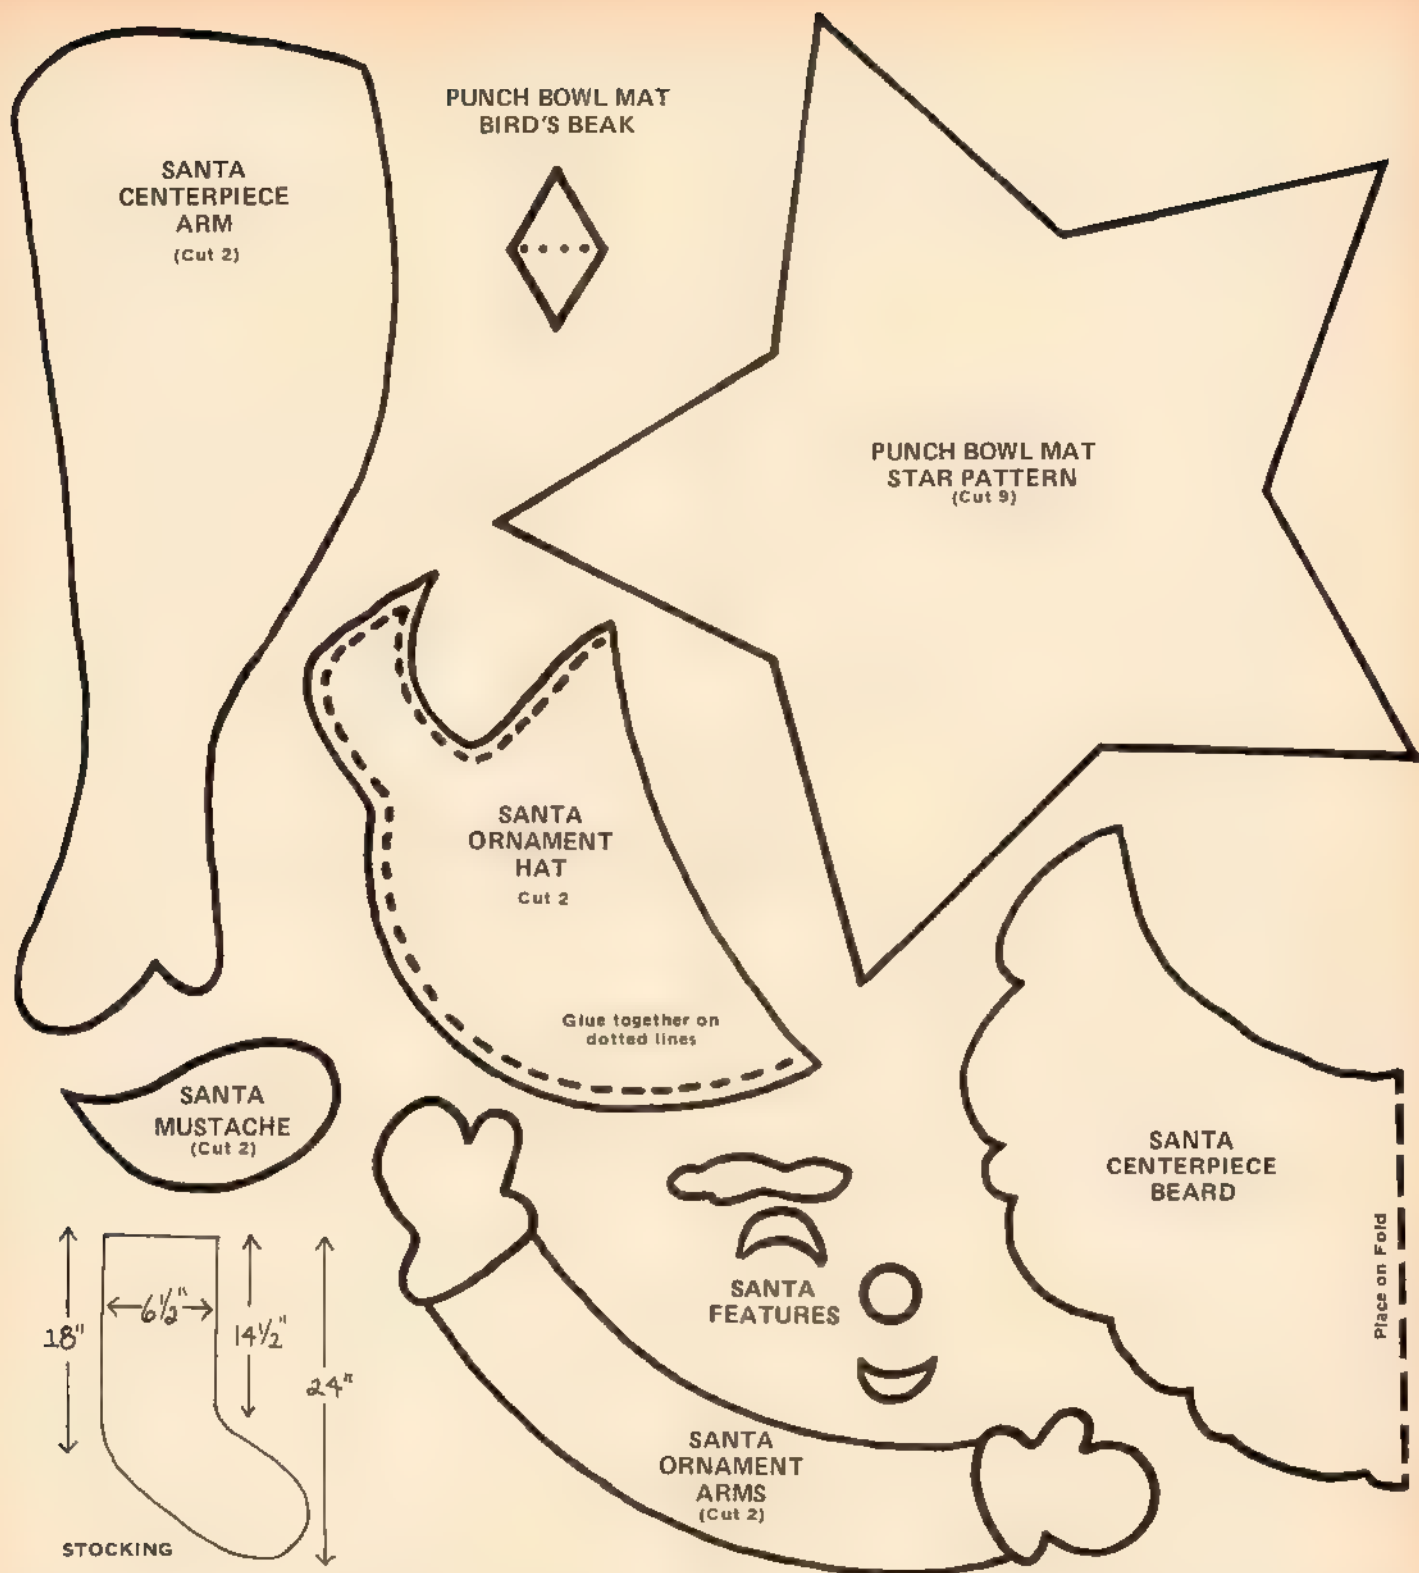 PUNCH BOWL MAT
BIRD'S BEAK
SANTA
CENTERPIECE
ARM
(Cut 2)
PUNCH BOWL MAT
STAR PATTERN
(Cut 9)
SANTA
ORNAMENT
HAT
Cut 2
Glue together on
dotted lines
SANTA
MUSTACHE
(Cut 2)
SANTA
CENTERPIECE
BEARD
Place on Fold
SANTA
FEATURES
18"
6½"
14½"
24"
STOCKING
SANTA
ORNAMENT
ARMS
(Cut 2)